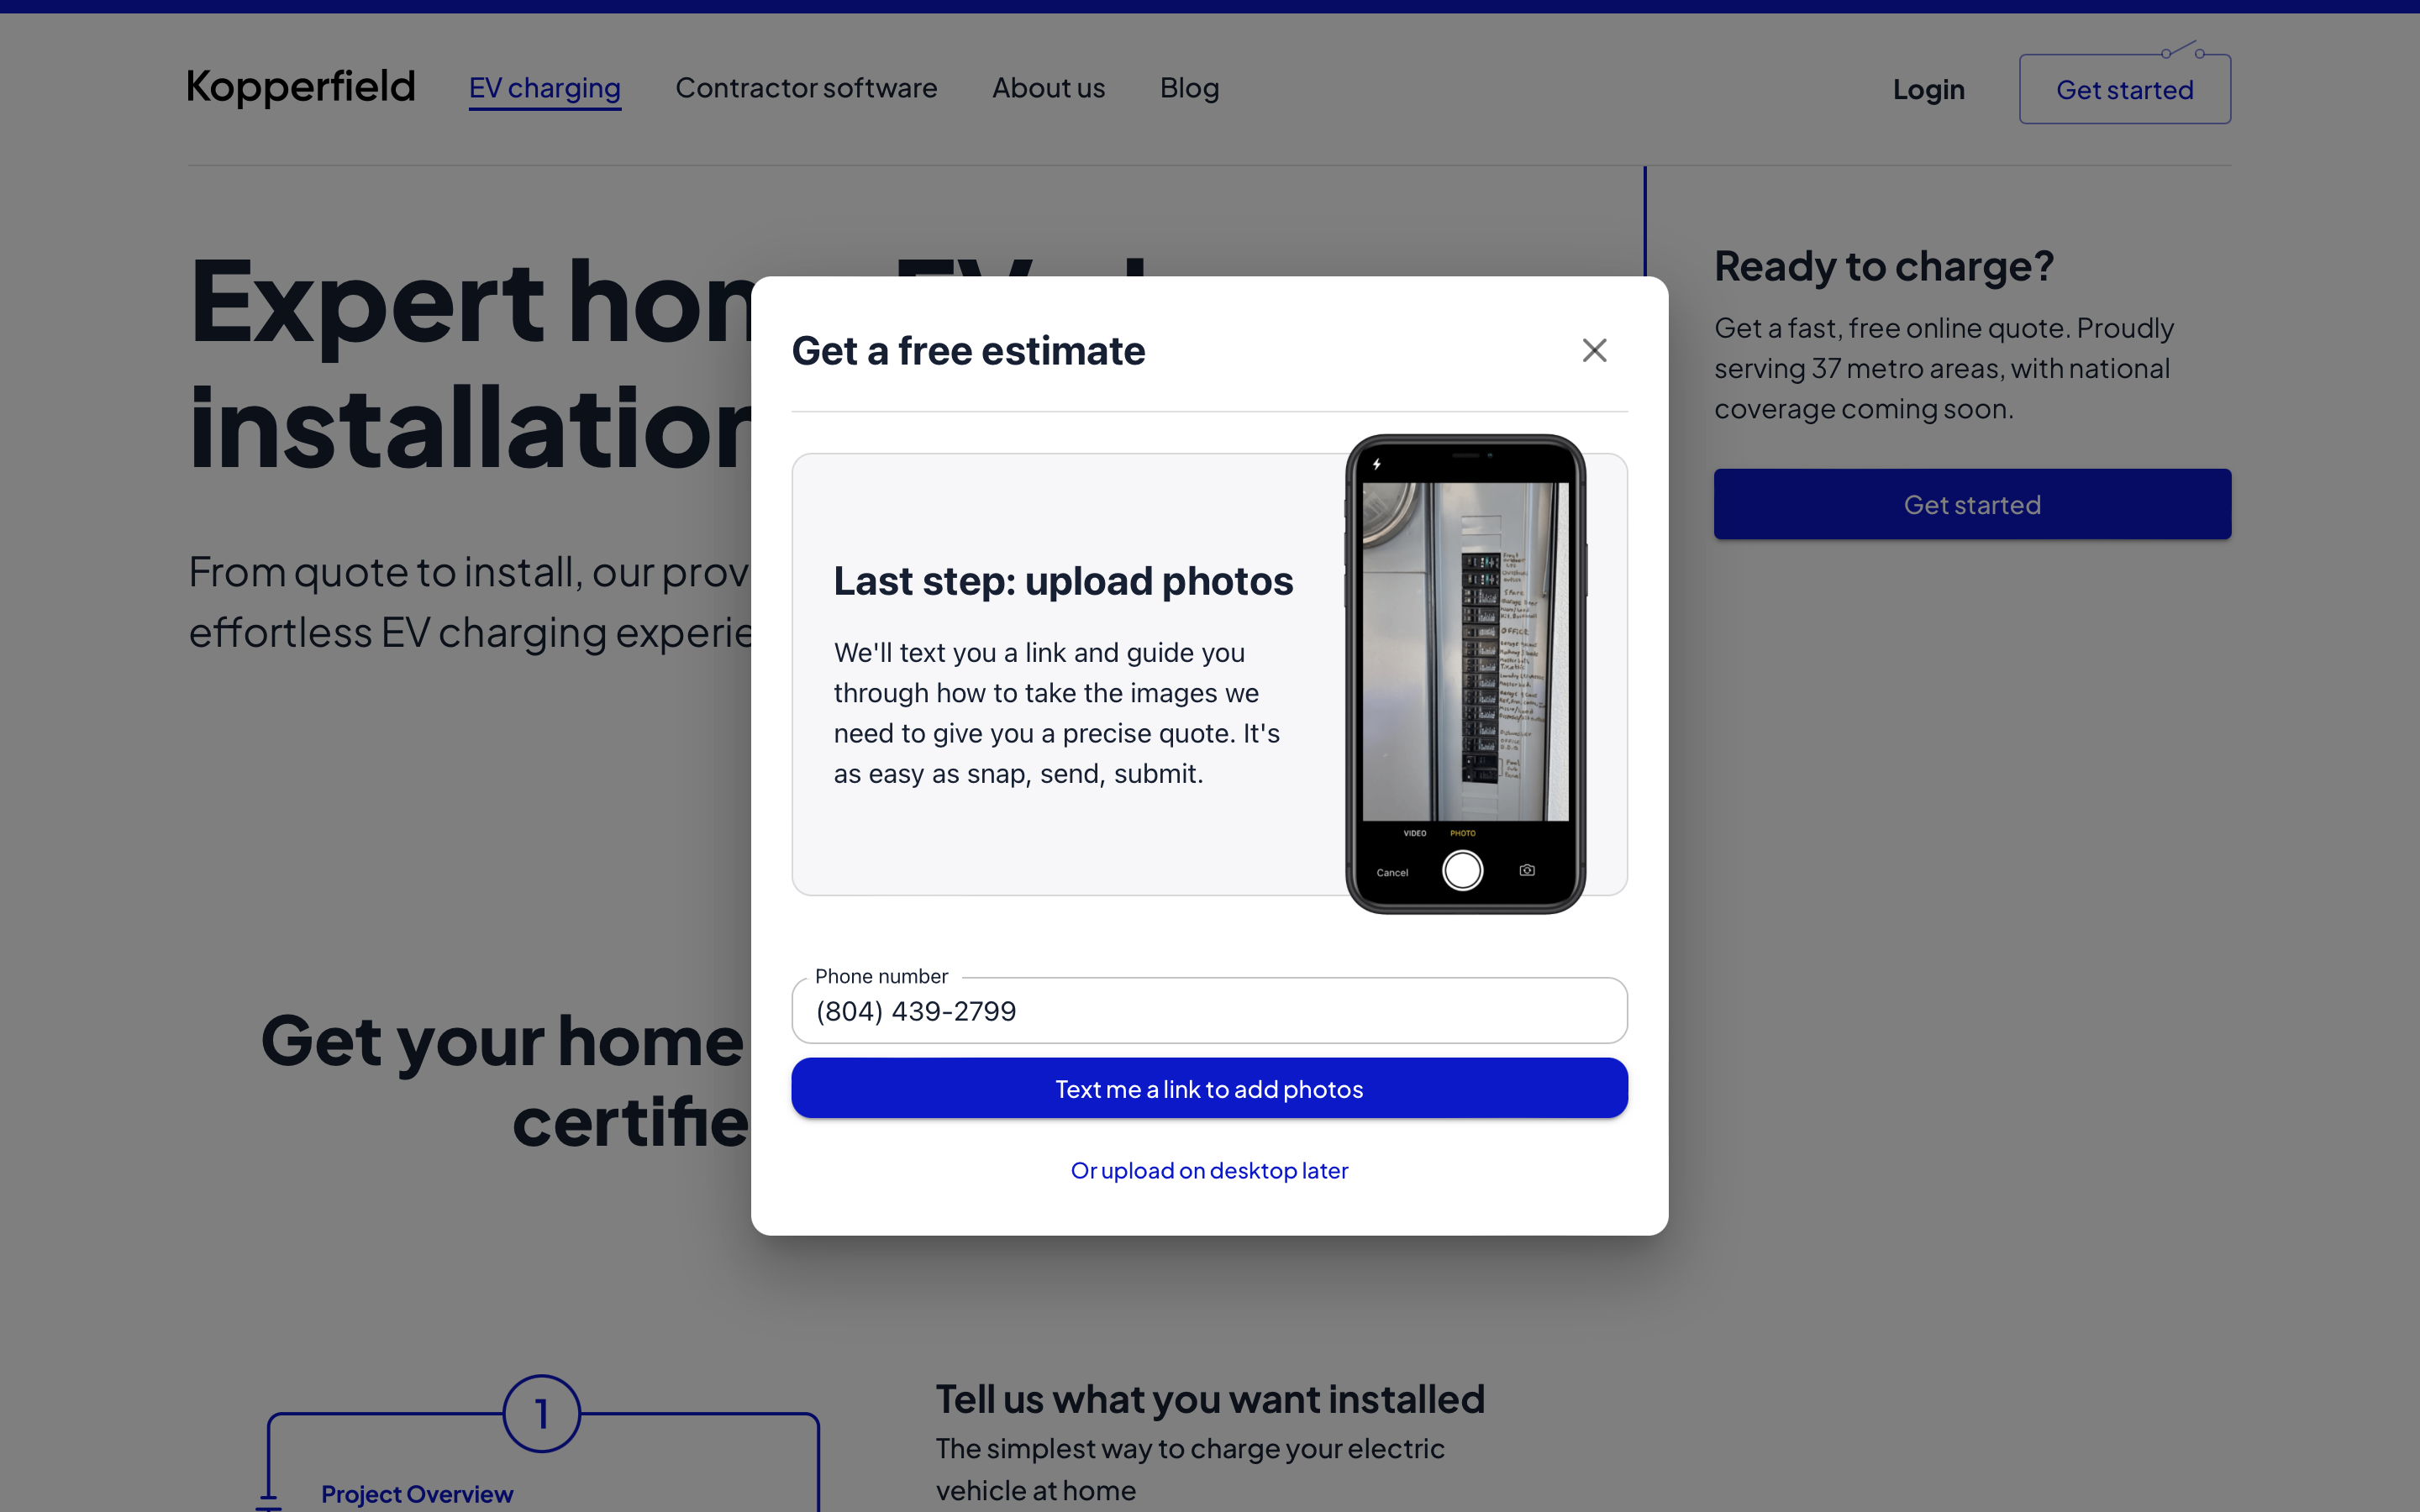 Kopperfield
EV charging
Contractor software
About us
Blog
Login
Get started
Expert hom
installation
From quote to install, our prov
effortless EV charging experie
Ready to charge?
Get a fast, free online quote. Proudly
serving 37 metro areas, with national
coverage coming soon.
Get started
Get a free estimate
Last step: upload photos
We'll text you a link and guide you
through how to take the images we
need to give you a precise quote. It's
as easy as snap, send, submit.
OFFICE
VIDEO
PHOTO
Cancel
Phone number
(804) 439-2799
Text me a link to add photos
Or upload on desktop later
Get your home
certifie
1
Project Overview
Tell us what you want installed
The simplest way to charge your electric
vehicle at home